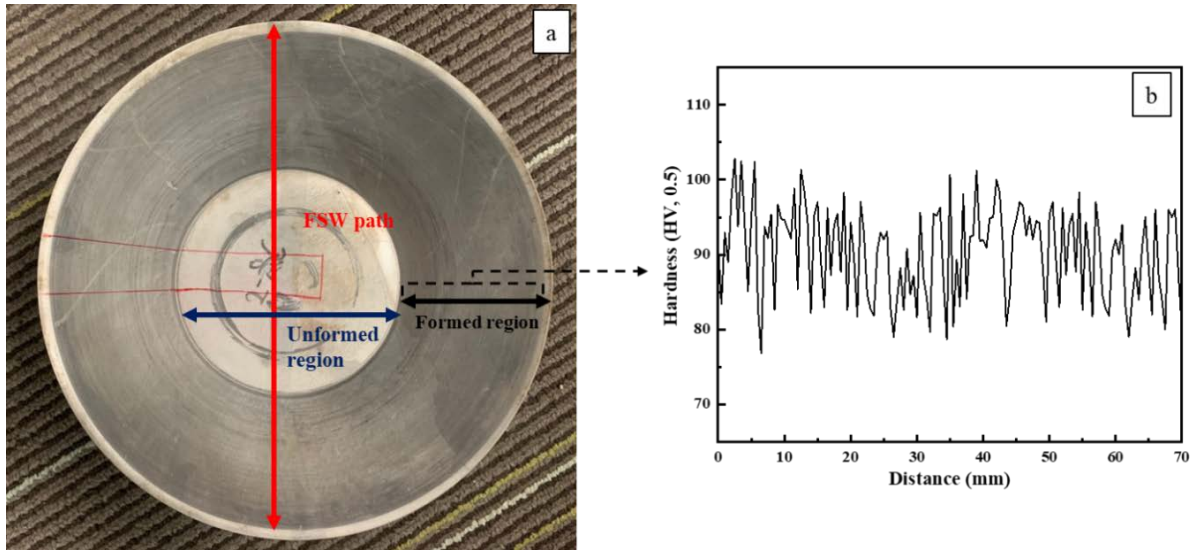 a
FSW path
Unformed
region
Formed region
b
Hardness (HV, 0.5)
110
100
90
80
70
0 10 20 30 40 50 60 70
Distance (mm)